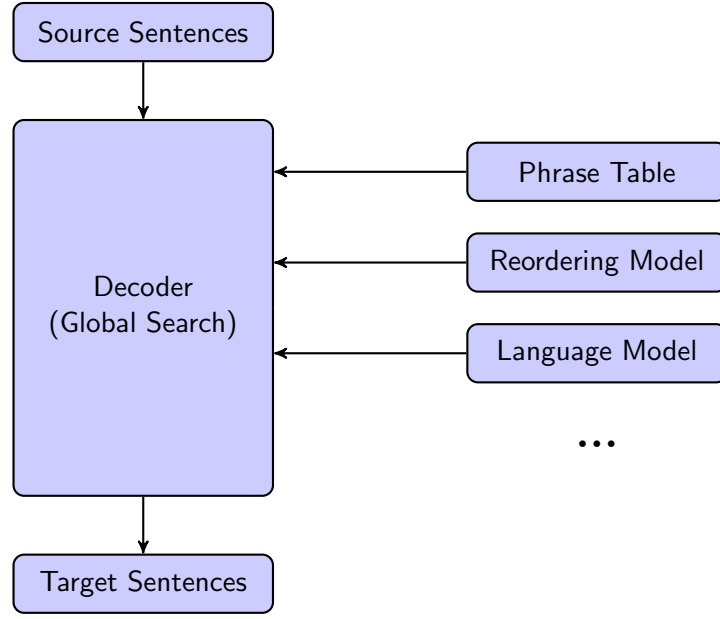 Source Sentences
Phrase Table
Reordering Model
Decoder
(Global Search)
Language Model
...
Target Sentences